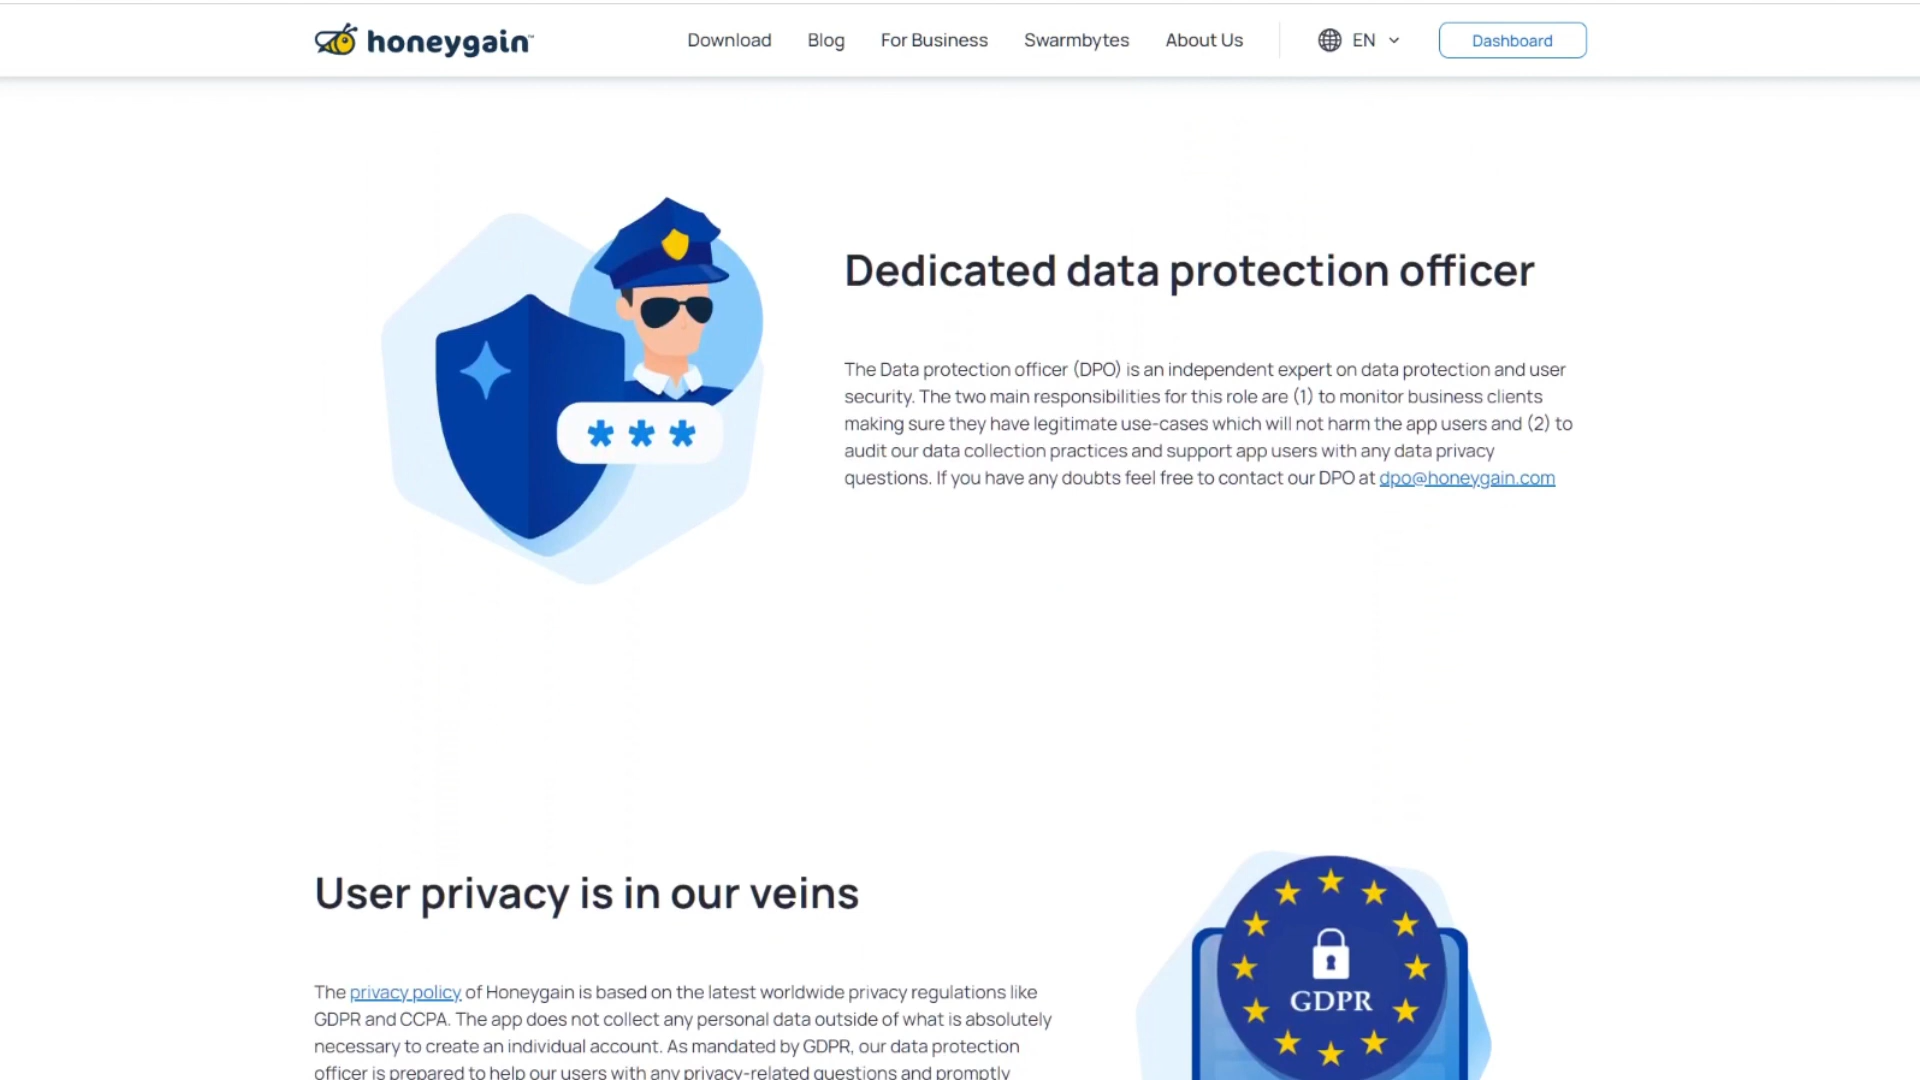 honeygain™
Download Blog For Business Swarmbytes About Us EN Dashboard
Dedicated data protection officer
The Data protection officer (DPO) is an independent expert on data protection and user
security. The two main responsibilities for this role are (1) to monitor business clients
making sure they have legitimate use-cases which will not harm the app users and (2) to
audit our data collection practices and support app users with any data privacy
questions. If you have any doubts feel free to contact our DPO at dpo@honeygain.com
***
User privacy is in our veins
The privacy policy of Honeygain is based on the latest worldwide privacy regulations like
GDPR and CCPA. The app does not collect any personal data outside of what is absolutely
necessary to create an individual account. As mandated by GDPR, our data protection
officer is prepared to help our users with any privacy-related questions and promptly
GDPR